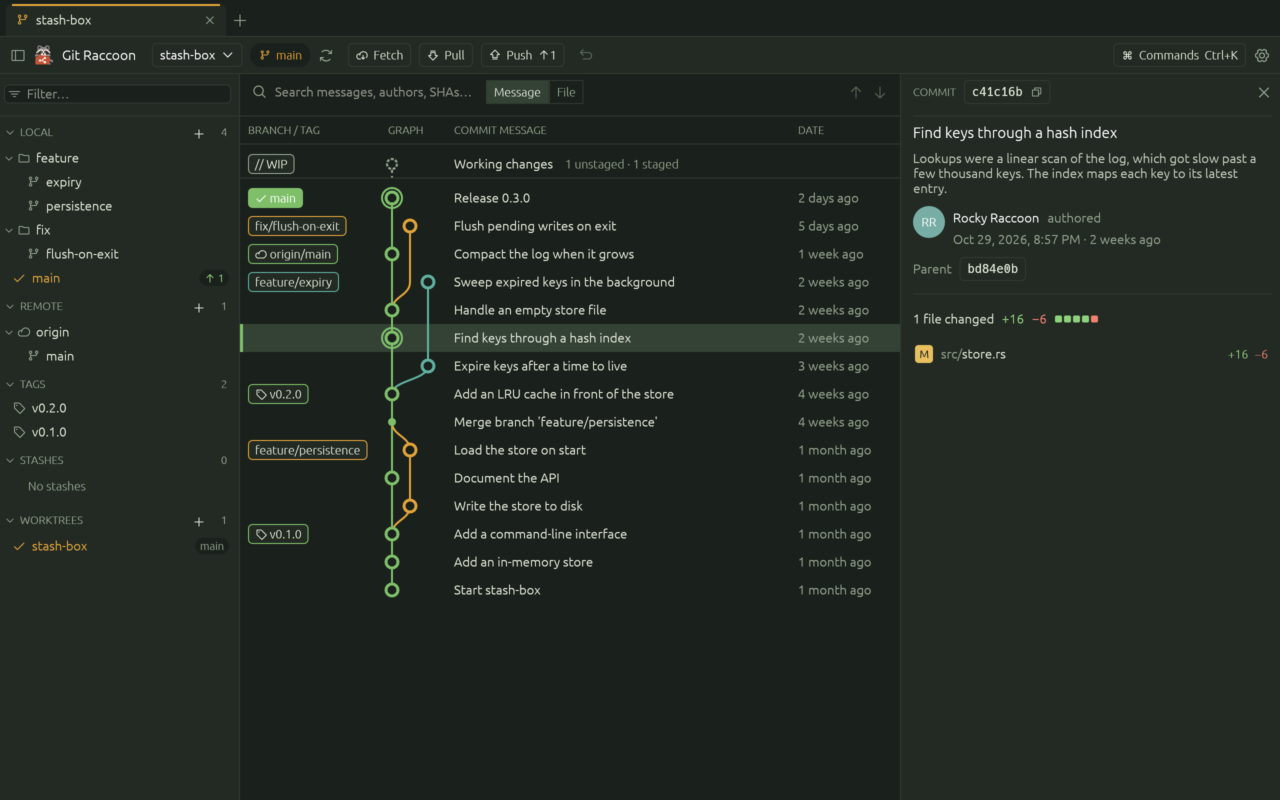 stash-box
Git Raccoon stash-box main Fetch Pull Push ↑1 Commands Ctrl+K
Filter...
LOCAL 4
feature
expiry
persistence
fix
flush-on-exit
main ↑ 1
REMOTE 1
origin
main
TAGS 2
v0.2.0
v0.1.0
STASHES 0
No stashes
WORKTREES 1
stash-box main
Search messages, authors, SHAs... Message File
BRANCH / TAG GRAPH COMMIT MESSAGE DATE
// WIP Working changes 1 unstaged · 1 staged
main Release 0.3.0 2 days ago
fix/flush-on-exit Flush pending writes on exit 5 days ago
origin/main Compact the log when it grows 1 week ago
feature/expiry Sweep expired keys in the background 2 weeks ago
Handle an empty store file 2 weeks ago
Find keys through a hash index 2 weeks ago
Expire keys after a time to live 3 weeks ago
v0.2.0 Add an LRU cache in front of the store 4 weeks ago
Merge branch 'feature/persistence' 4 weeks ago
feature/persistence Load the store on start 1 month ago
Document the API 1 month ago
Write the store to disk 1 month ago
v0.1.0 Add a command-line interface 1 month ago
Add an in-memory store 1 month ago
Start stash-box 1 month ago
COMMIT c41c16b
Find keys through a hash index
Lookups were a linear scan of the log, which got slow past a
few thousand keys. The index maps each key to its latest
entry.
RR Rocky Raccoon authored
Oct 29, 2026, 8:57 PM · 2 weeks ago
Parent bd84e0b
1 file changed +16 −6
M src/store.rs +16 −6